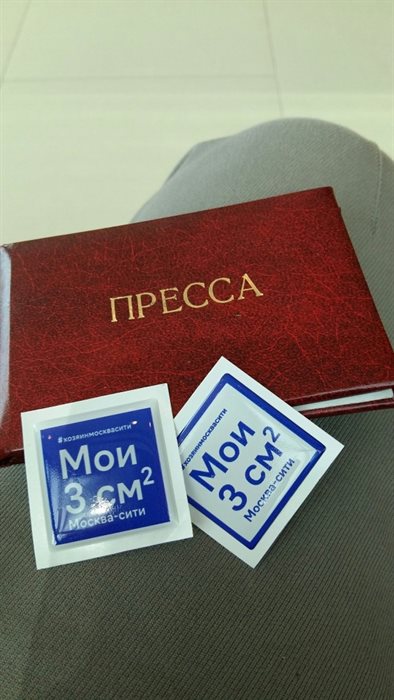 ПРЕССА
#хозяинмосквасити
Мои
3 см²
Москва-сити
#хозяинмосквасити
Мои
3 см²
Москва-сити